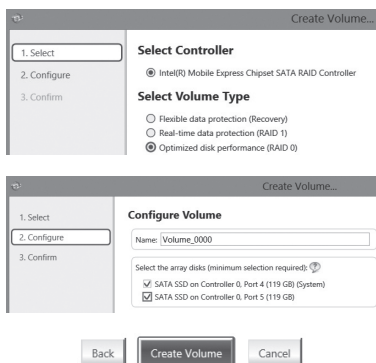 Create Volume...
1. Select
2. Configure
3. Confirm
Select Controller
Intel(R) Mobile Express Chipset SATA RAID Controller
Select Volume Type
Flexible data protection (Recovery)
Real-time data protection (RAID 1)
Optimized disk performance (RAID 0)
Create Volume...
1. Select
2. Configure
3. Confirm
Configure Volume
Name: Volume_0000
Select the array disks (minimum selection required): ?
SATA SSD on Controller 0, Port 4 (119 GB) (System)
SATA SSD on Controller 0, Port 5 (119 GB)
Back Create Volume Cancel